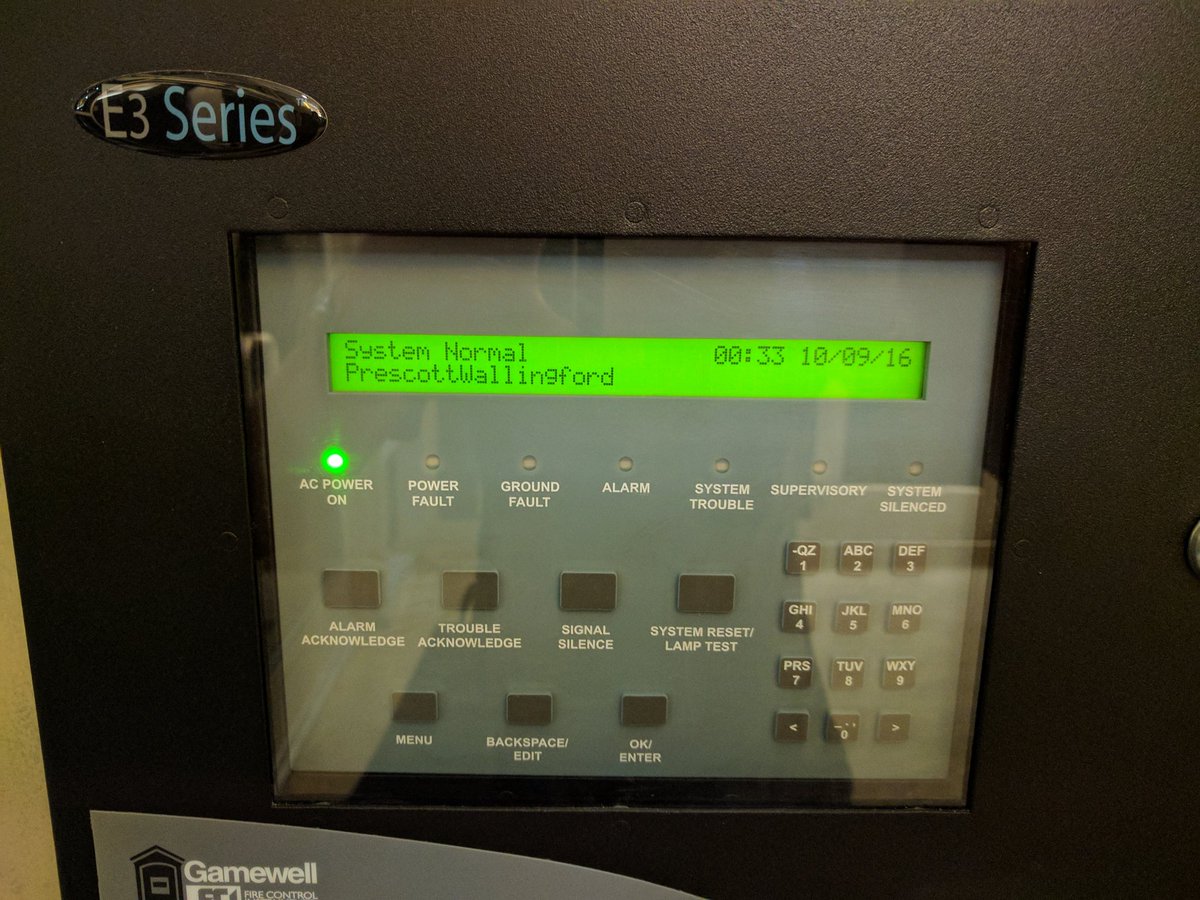 E3 Series
System Normal 00:33 10/09/16
PrescottWallingford
AC POWER
ON
POWER
FAULT
GROUND
FAULT
ALARM
SYSTEM
TROUBLE
SUPERVISORY
SYSTEM
SILENCED
-QZ
1
ABC
2
DEF
3
ALARM
ACKNOWLEDGE
TROUBLE
ACKNOWLEDGE
SIGNAL
SILENCE
SYSTEM RESET/
LAMP TEST
GHI
4
JKL
5
MNO
6
PRS
7
TUV
8
WXY
9
MENU
BACKSPACE/
EDIT
OK/
ENTER
<
0
>
Gamewell
FCI FIRE CONTROL